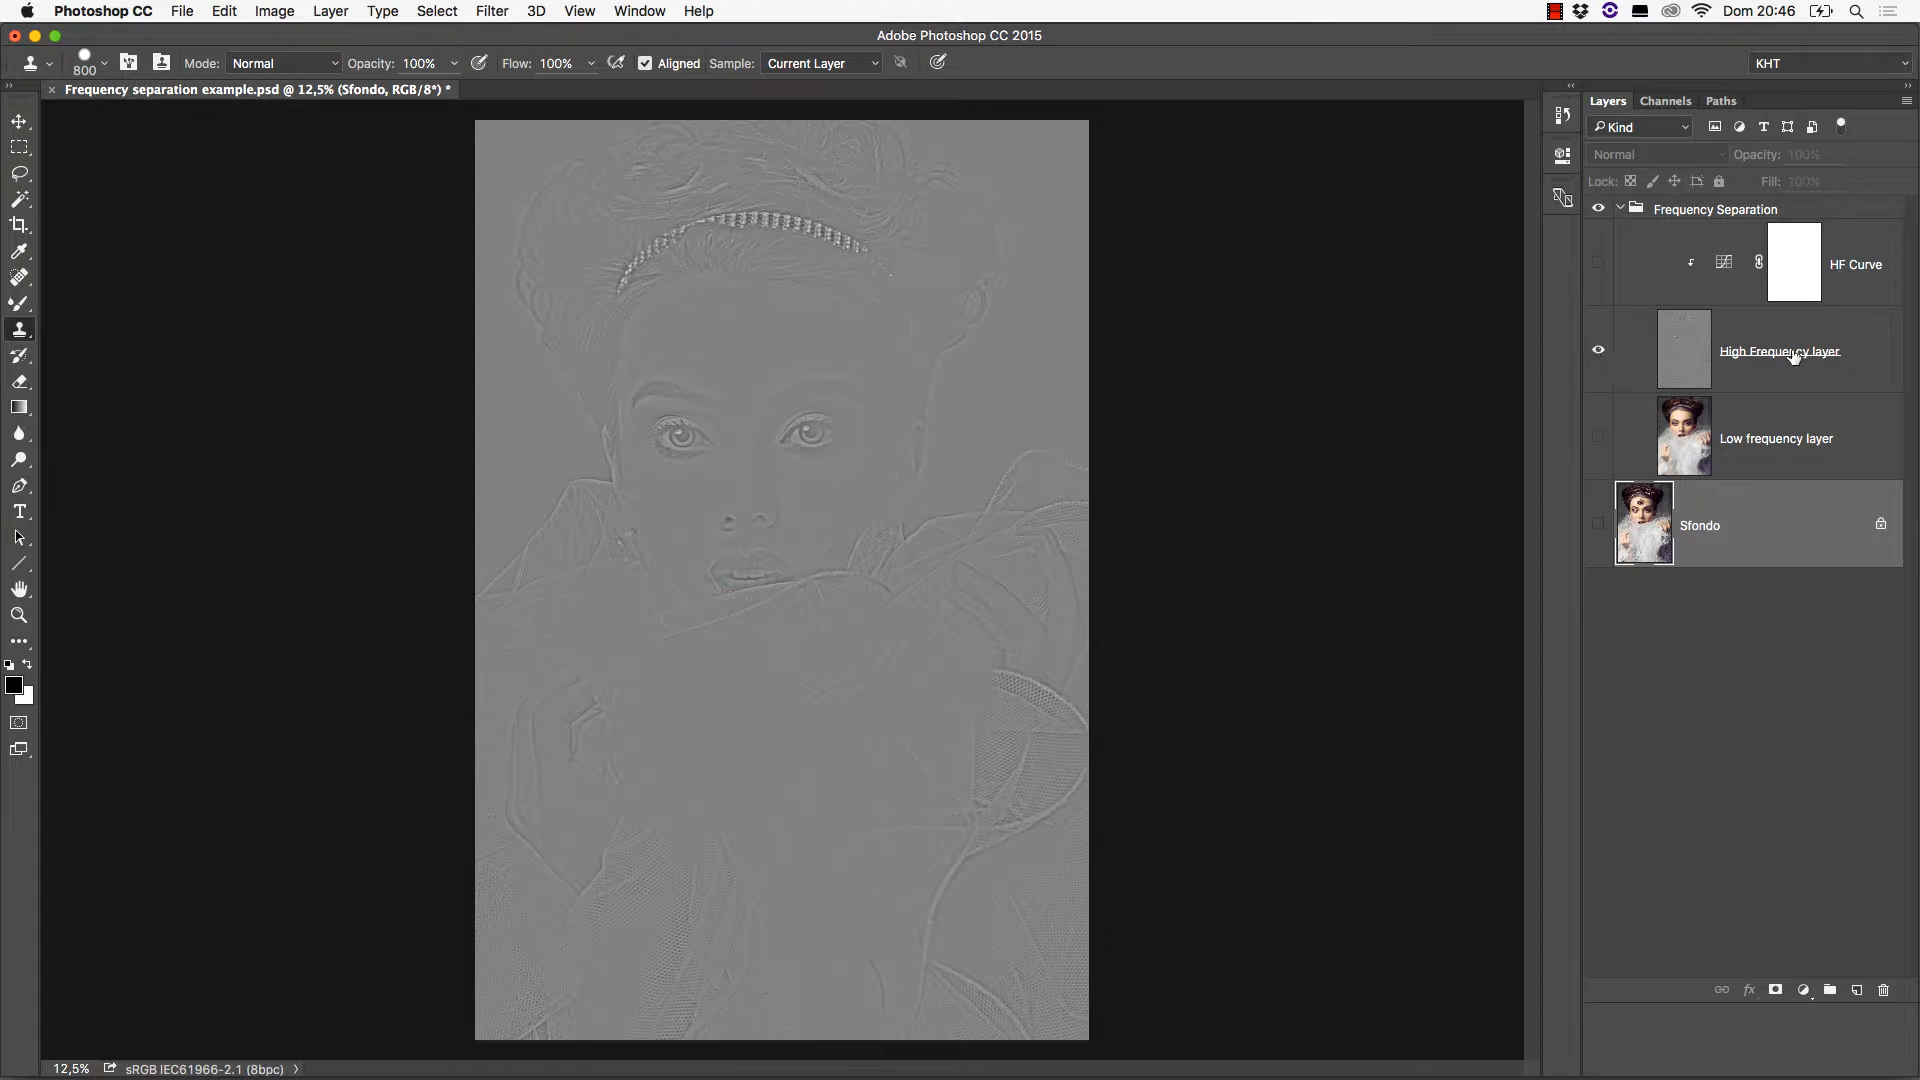 Photoshop CC File Edit Image Layer Type Select Filter 3D View Window Help Dom 20:46
Adobe Photoshop CC 2015
800 Mode: Normal Opacity: 100% Flow: 100% Aligned Sample: Current Layer KHT
Frequency separation example.psd @ 12,5% (Sfondo, RGB/8*) *
Layers Channels Paths
Kind
Normal Opacity: 100%
Lock: Fill: 100%
Frequency Separation
HF Curve
High Frequency layer
Low frequency layer
Sfondo
12,5% sRGB IEC61966-2.1 (8bpc)